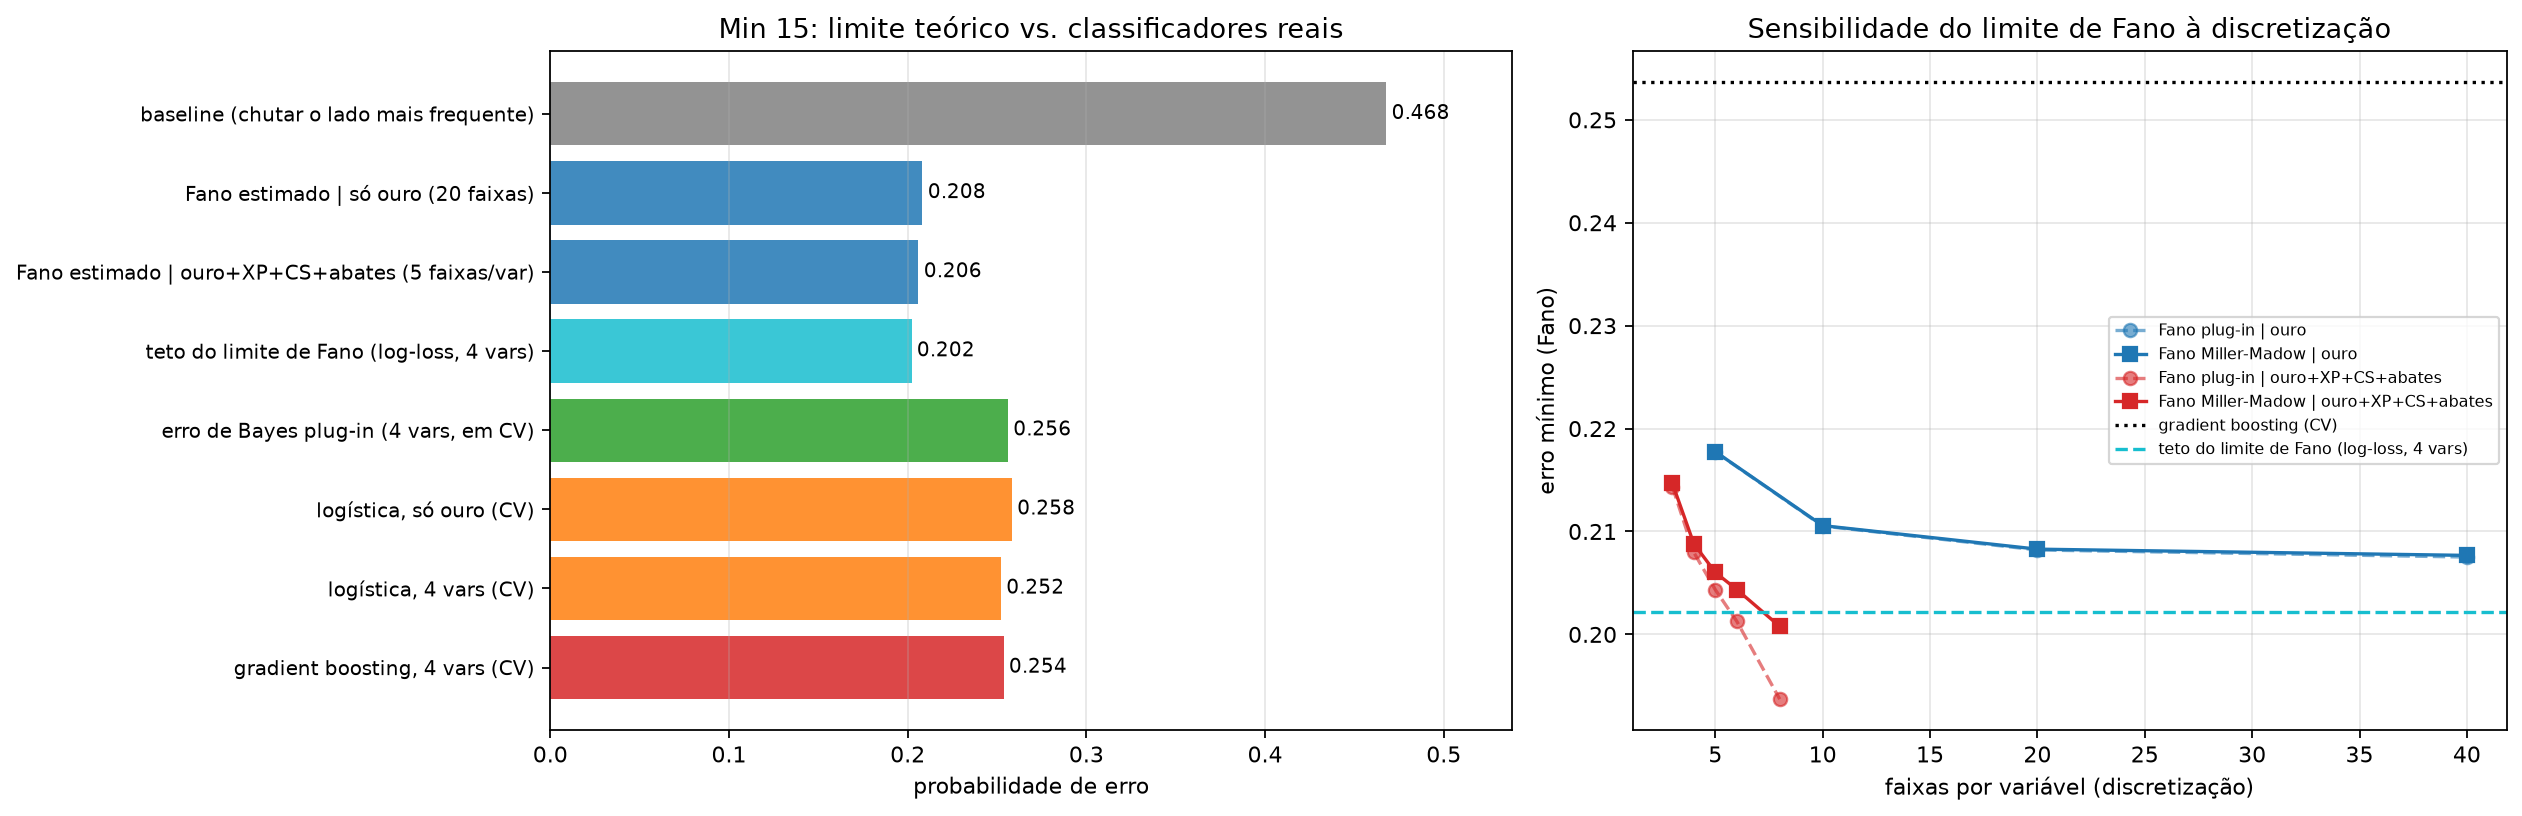 Min 15: limite teórico vs. classificadores reais
baseline (chutar o lado mais frequente)
0.468
Fano estimado | só ouro (20 faixas)
0.208
Fano estimado | ouro+XP+CS+abates (5 faixas/var)
0.206
teto do limite de Fano (log-loss, 4 vars)
0.202
erro de Bayes plug-in (4 vars, em CV)
0.256
logística, só ouro (CV)
0.258
logística, 4 vars (CV)
0.252
gradient boosting, 4 vars (CV)
0.254
0.0 0.1 0.2 0.3 0.4 0.5
probabilidade de erro
Sensibilidade do limite de Fano à discretização
erro mínimo (Fano)
0.25
0.24
0.23
0.22
0.21
0.20
Fano plug-in | ouro
Fano Miller-Madow | ouro
Fano plug-in | ouro+XP+CS+abates
Fano Miller-Madow | ouro+XP+CS+abates
gradient boosting (CV)
teto do limite de Fano (log-loss, 4 vars)
5 10 15 20 25 30 35 40
faixas por variável (discretização)